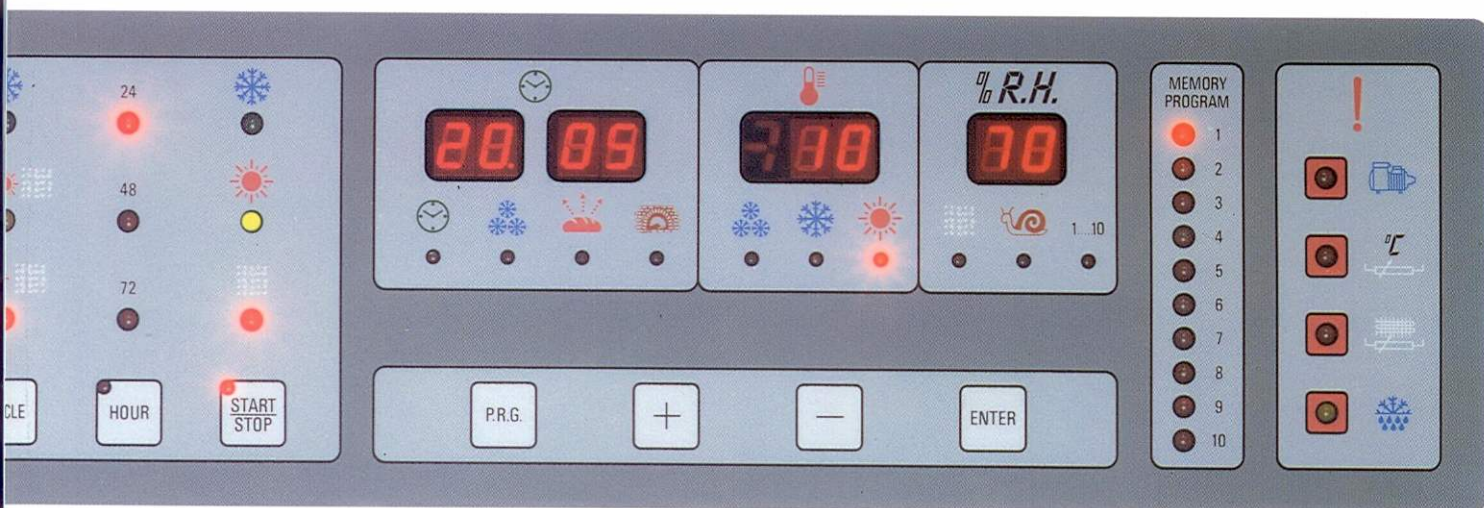 24
48
72
CLE
HOUR
START
STOP
20. 09
% R.H.
70
1....10
P.R.G.
+
−
ENTER
MEMORY
PROGRAM
1
2
3
4
5
6
7
8
9
10
!
°C